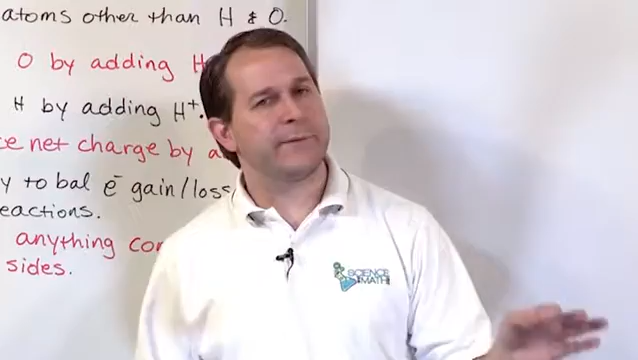 atoms other than H & O.
O by adding H
H by adding H⁺.
net charge by
to bal e⁻ gain/loss
eactions.
anything
sides.
SCIENCE
MATH